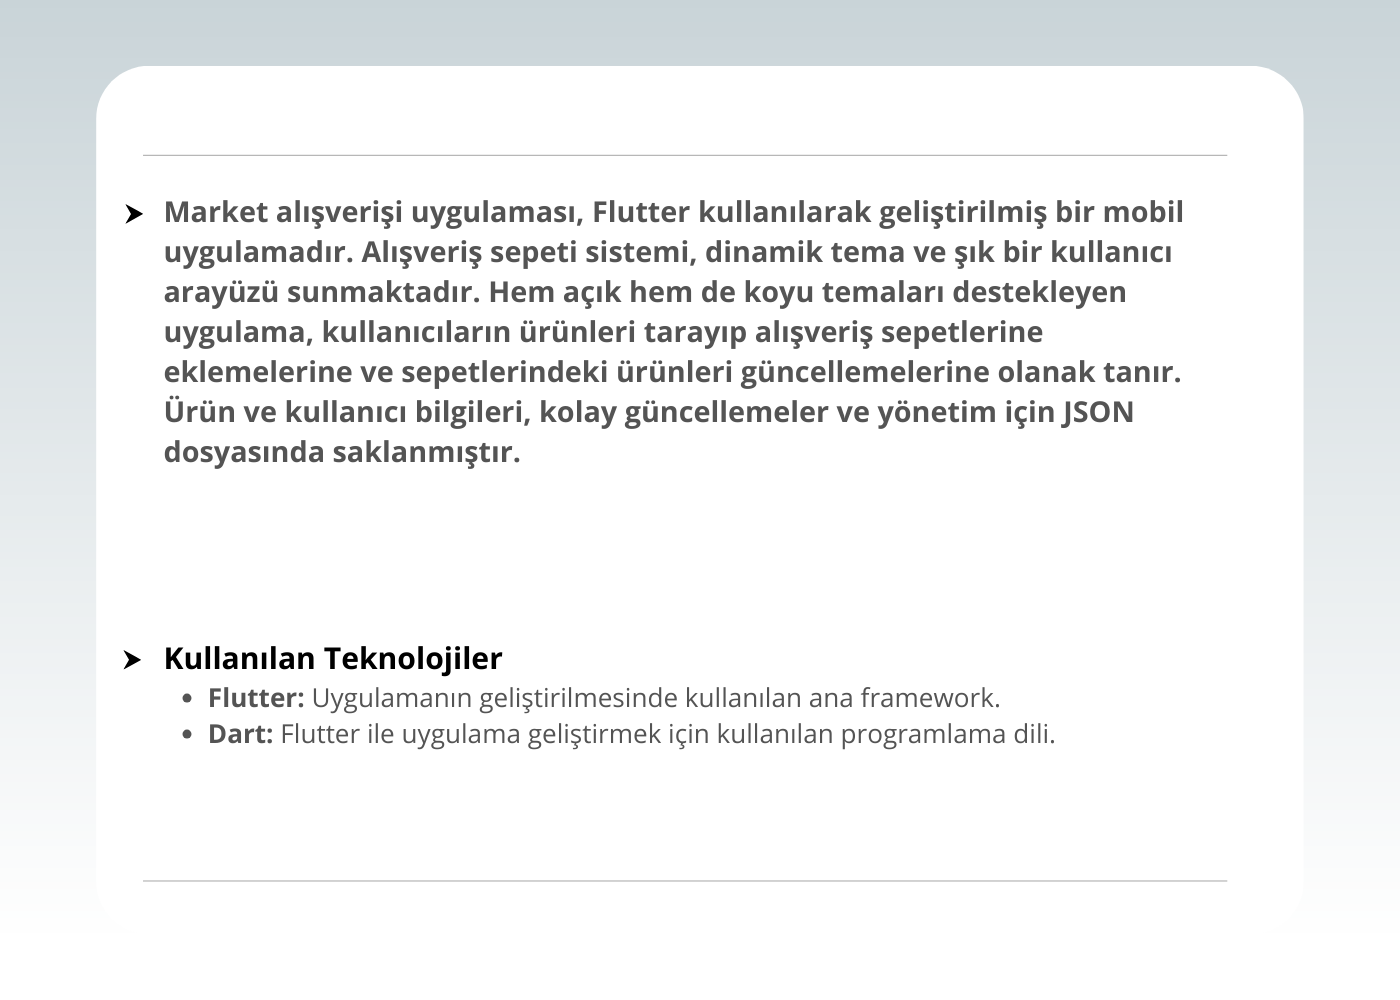 ➤ Market alışverişi uygulaması, Flutter kullanılarak geliştirilmiş bir mobil
uygulamadır. Alışveriş sepeti sistemi, dinamik tema ve şık bir kullanıcı
arayüzü sunmaktadır. Hem açık hem de koyu temaları destekleyen
uygulama, kullanıcıların ürünleri tarayıp alışveriş sepetlerine
eklemelerine ve sepetlerindeki ürünleri güncellemelerine olanak tanır.
Ürün ve kullanıcı bilgileri, kolay güncellemeler ve yönetim için JSON
dosyasında saklanmıştır.
➤ Kullanılan Teknolojiler
• Flutter: Uygulamanın geliştirilmesinde kullanılan ana framework.
• Dart: Flutter ile uygulama geliştirmek için kullanılan programlama dili.